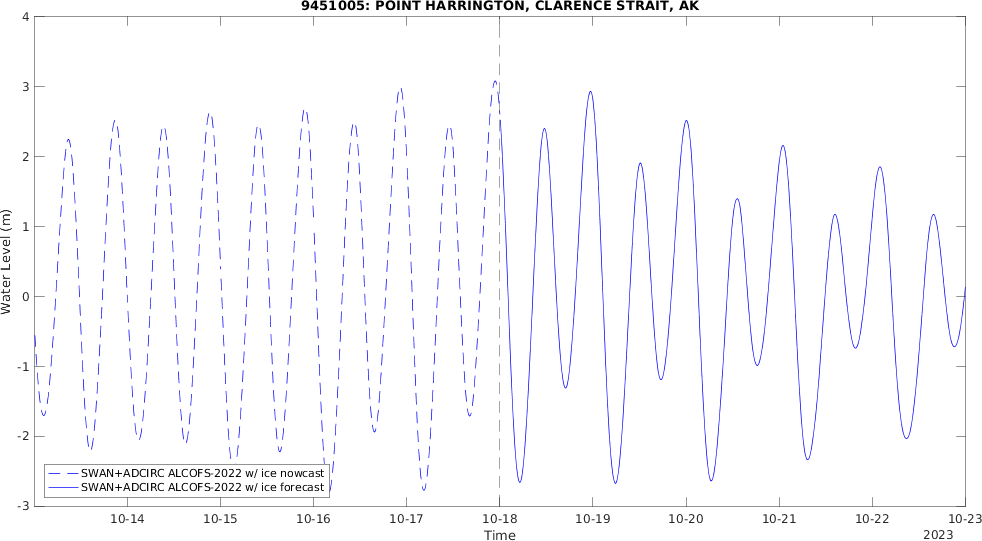 9451005: POINT HARRINGTON, CLARENCE STRAIT, AK
4
3
2
1
0
-1
-2
-3
Water Level (m)
SWAN+ADCIRC ALCOFS-2022 w/ ice nowcast
SWAN+ADCIRC ALCOFS-2022 w/ ice forecast
10-14 10-15 10-16 10-17 10-18 10-19 10-20 10-21 10-22 10-23
Time
2023